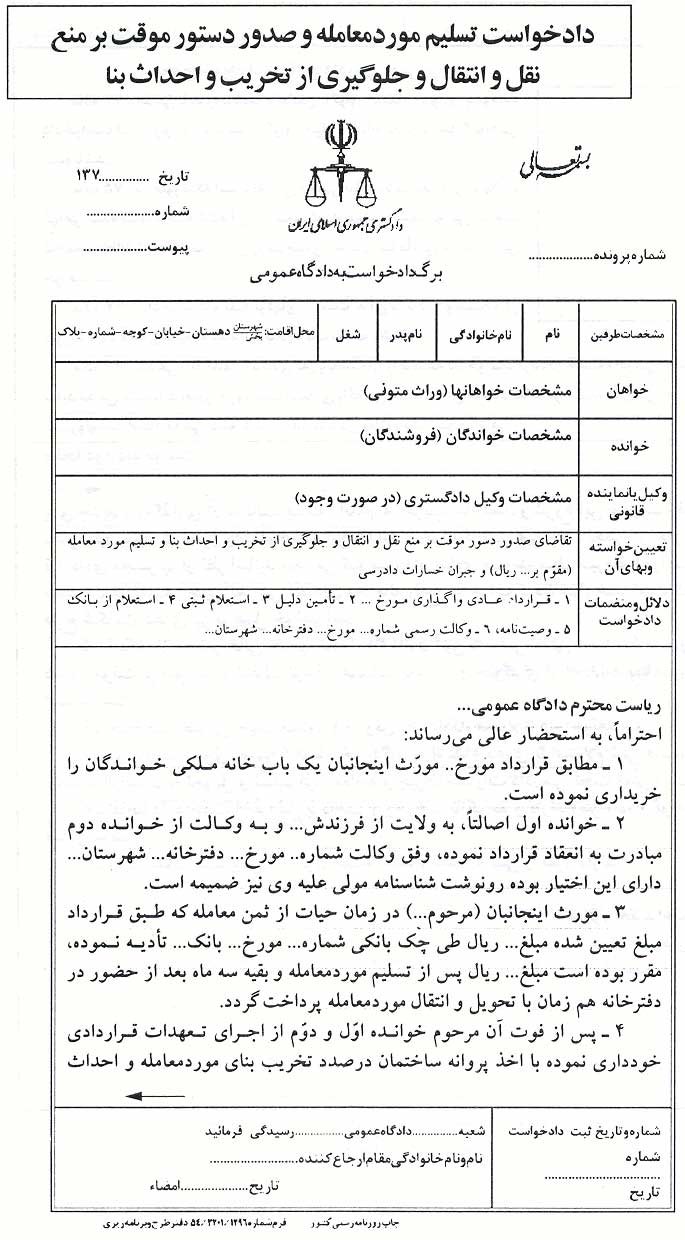 دادخواست تسلیم موردمعامله و صدور دستور موقت بر منع
نقل و انتقال و جلوگیری از تخریب و احداث بنا
بسمه تعالی
دادگستری جمهوری اسلامی ایران
تاریخ .............. ۱۳۷
شماره....................
پیوست...................
شماره پرونده...................
برگ دادخواست به دادگاه عمومی
مشخصات طرفین
نام
نام خانوادگی
نام پدر
شغل
محل اقامت: شهرستان بخش دهستان-خیابان-کوچه-شماره-پلاک
خواهان
مشخصات خواهانها (وراث متوفی)
خوانده
مشخصات خواندگان (فروشندگان)
وکیل یا نماینده
قانونی
مشخصات وکیل دادگستری (در صورت وجود)
تعیین خواسته
وبهای آن
تقاضای صدور دسور موقت بر منع نقل و انتقال و جلوگیری از تخریب و احداث بنا و تسلیم مورد معامله
(مقوّم بر... ریال) و جبران خسارات دادرسی
دلائل و منضمات
دادخواست
۱ ـ قرارداد عادی واگذاری مورخ ... ۲ ـ تأمین دلیل ۳ ـ استعلام ثبتی ۴ ـ استعلام از بانک
۵ ـ وصیت‌نامه، ۶ ـ وکالت رسمی شماره... مورخ... دفترخانه... شهرستان...
ریاست محترم دادگاه عمومی...
احتراماً، به استحضار عالی می‌رساند:
۱ ـ مطابق قرارداد مورخ.. مورّث اینجانبان یک باب خانه ملکی خواندگان را
خریداری نموده است.
۲ ـ خوانده اول اصالتاً، به ولایت از فرزندش... و به وکالت از خوانده دوم
مبادرت به انعقاد قرارداد نموده، وفق وکالت شماره.. مورخ... دفترخانه... شهرستان...
دارای این اختیار بوده رونوشت شناسنامه مولی علیه وی نیز ضمیمه است.
۳ ـ مورث اینجانبان (مرحوم...) در زمان حیات از ثمن معامله که طبق قرارداد
مبلغ تعیین شده مبلغ... ریال طی چک بانکی شماره... مورخ... بانک... تأدیه نموده،
مقرر بوده است مبلغ... ریال پس از تسلیم موردمعامله و بقیه سه ماه بعد از حضور در
دفترخانه هم زمان با تحویل و انتقال موردمعامله پرداخت گردد.
۴ ـ پس از فوت آن مرحوم خوانده اوّل و دوّم از اجرای تعهدات قراردادی
خودداری نموده با اخذ پروانه ساختمان درصدد تخریب بنای موردمعامله و احداث
شماره و تاریخ ثبت دادخواست
شماره
......................
تاریخ
شعبه..............دادگاه عمومی...............رسیدگی فرمائید
نام و نام خانوادگی مقام ارجاع کننده......................
تاریخ....................امضاء
چاپ روزنامه رسمی کشور فرم شماره ۵۴/۳۲۰۱/۱۲۹۶ دفتر طرح و برنامه ریزی